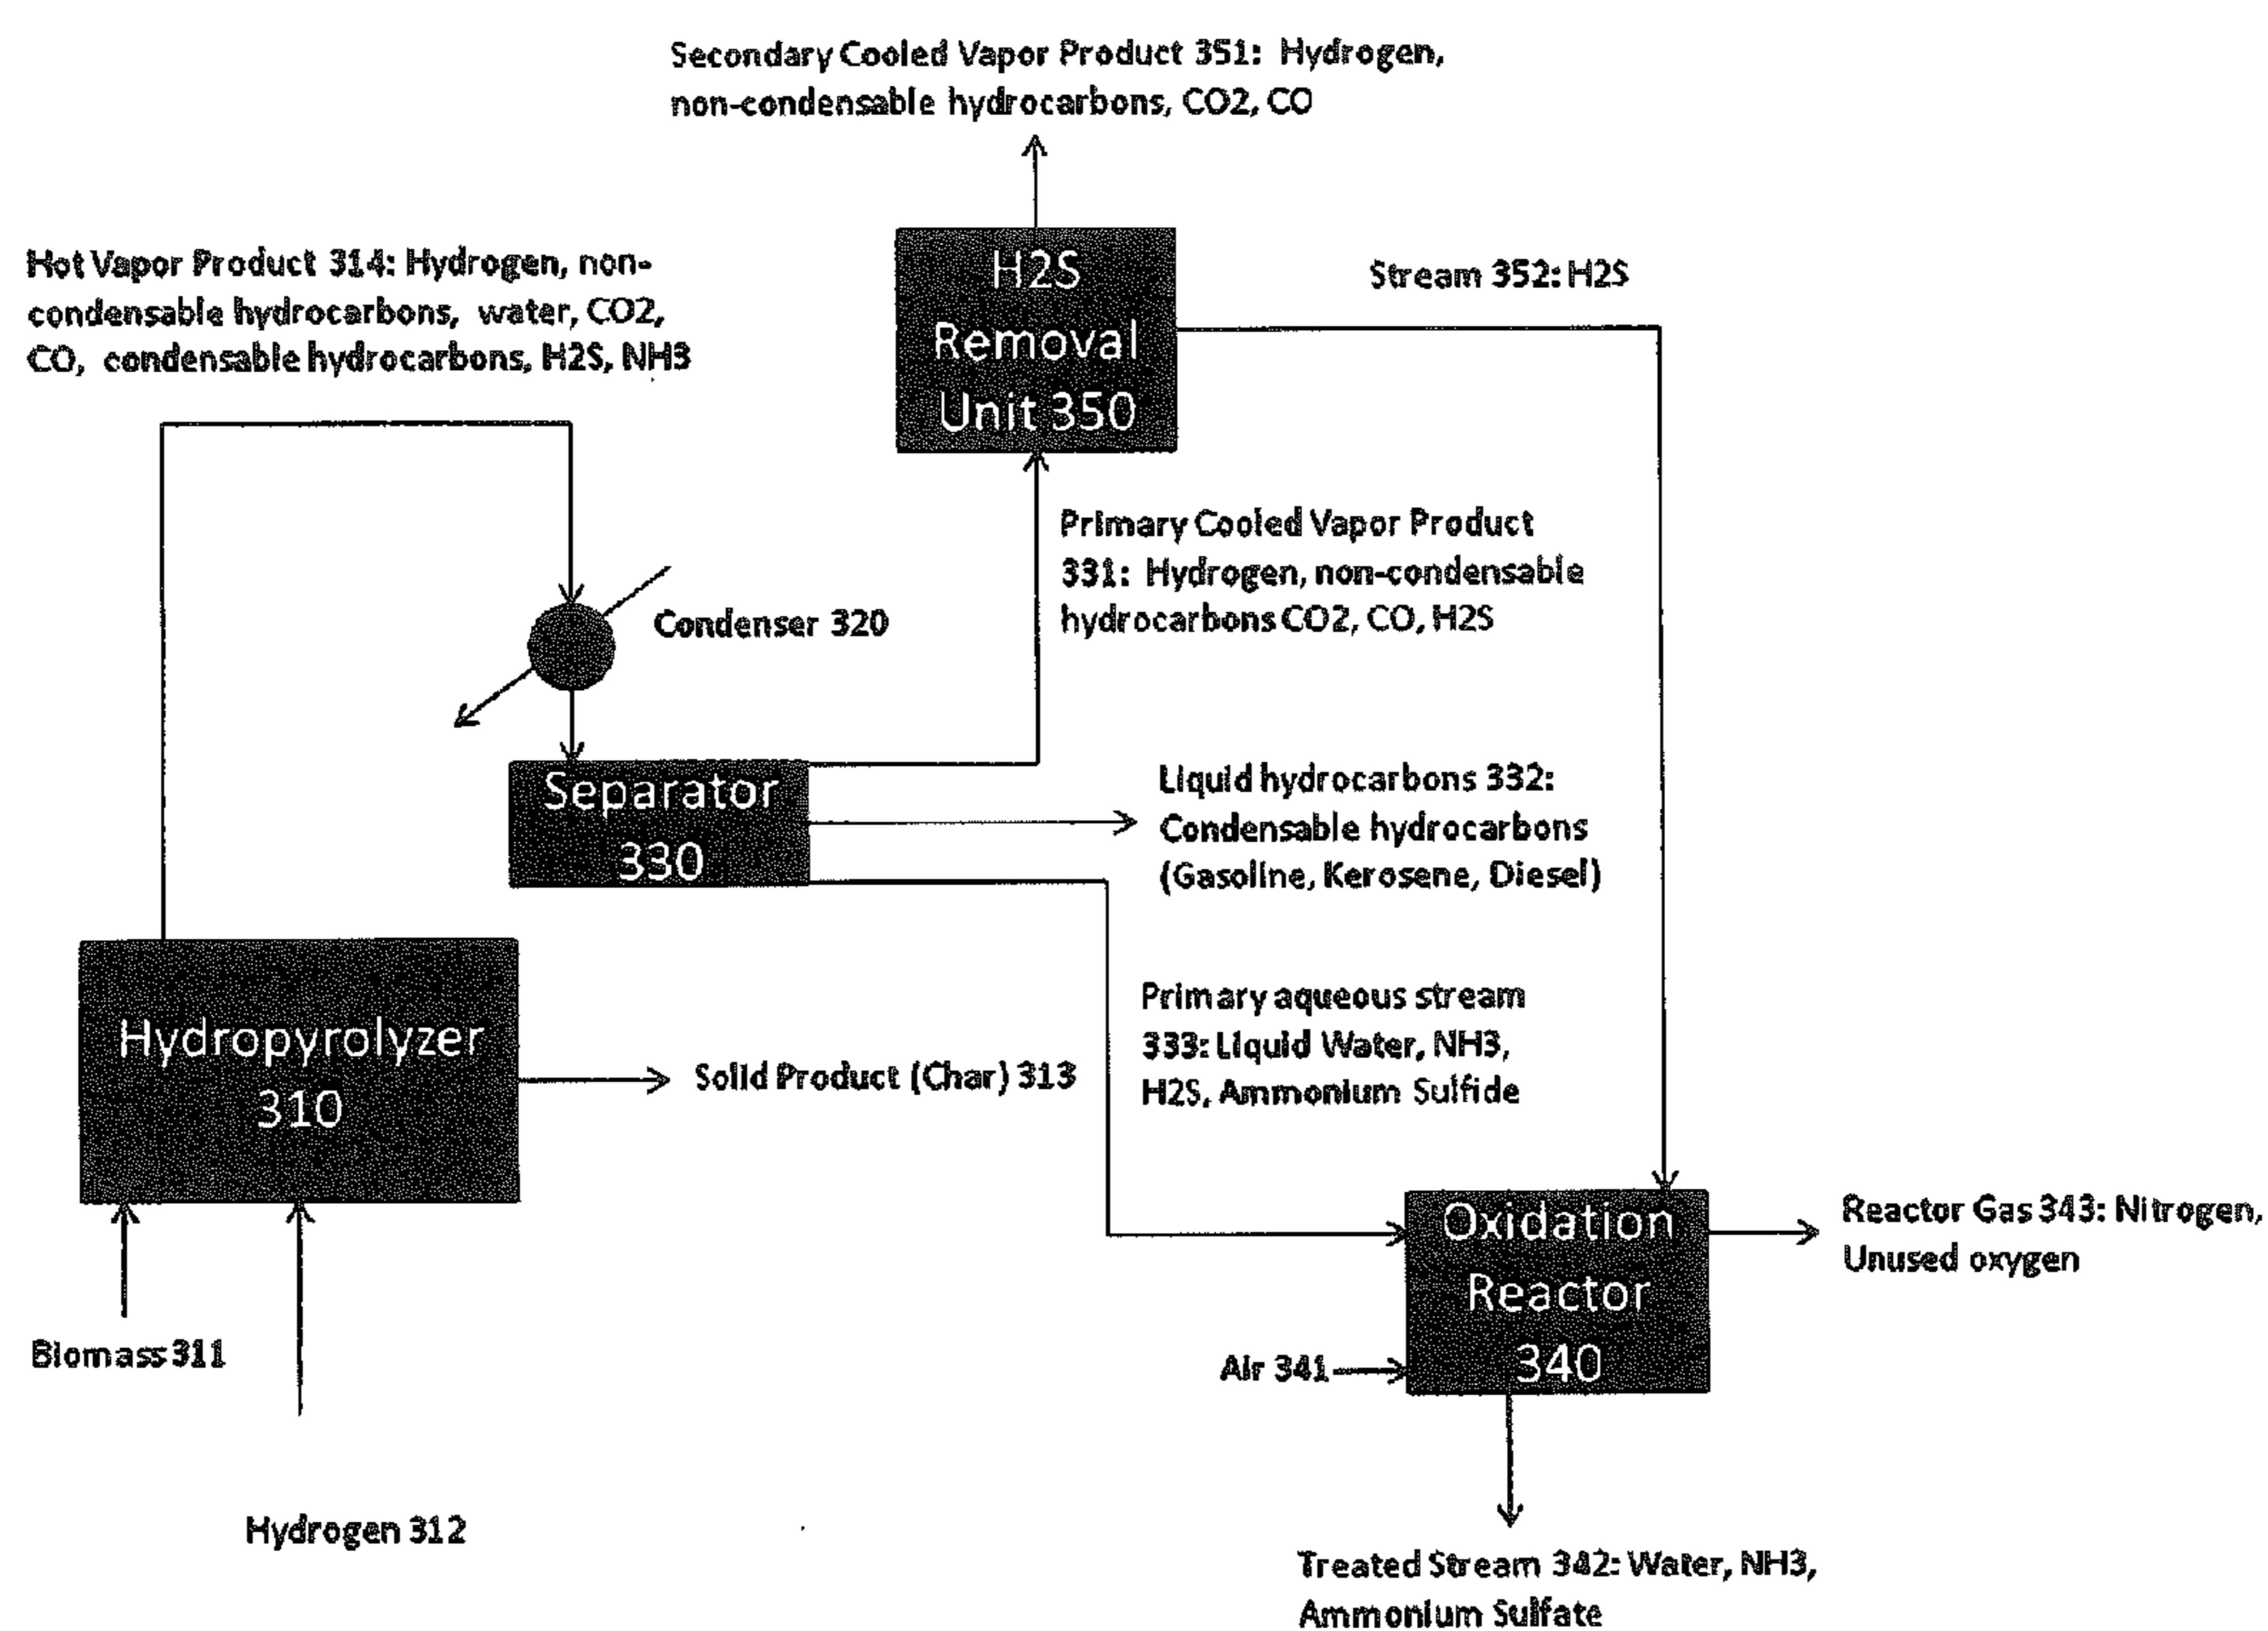 Secondary Cooled Vapor Product 351: Hydrogen,
non-condensable hydrocarbons, CO2, CO
Hot Vapor Product 314: Hydrogen, non-
condensable hydrocarbons, water, CO2,
CO, condensable hydrocarbons, H2S, NH3
H2S
Removal
Unit 350
Stream 352: H2S
Primary Cooled Vapor Product
331: Hydrogen, non-condensable
hydrocarbons CO2, CO, H2S
Condenser 320
Separator
330
Liquid hydrocarbons 332:
Condensable hydrocarbons
(Gasoline, Kerosene, Diesel)
Hydropyrolyzer
310
Solid Product (Char) 313
Primary aqueous stream
333: Liquid Water, NH3,
H2S, Ammonium Sulfide
Oxidation
Reactor
340
Reactor Gas 343: Nitrogen,
Unused oxygen
Biomass 311
Air 341
Hydrogen 312
Treated Stream 342: Water, NH3,
Ammonium Sulfate